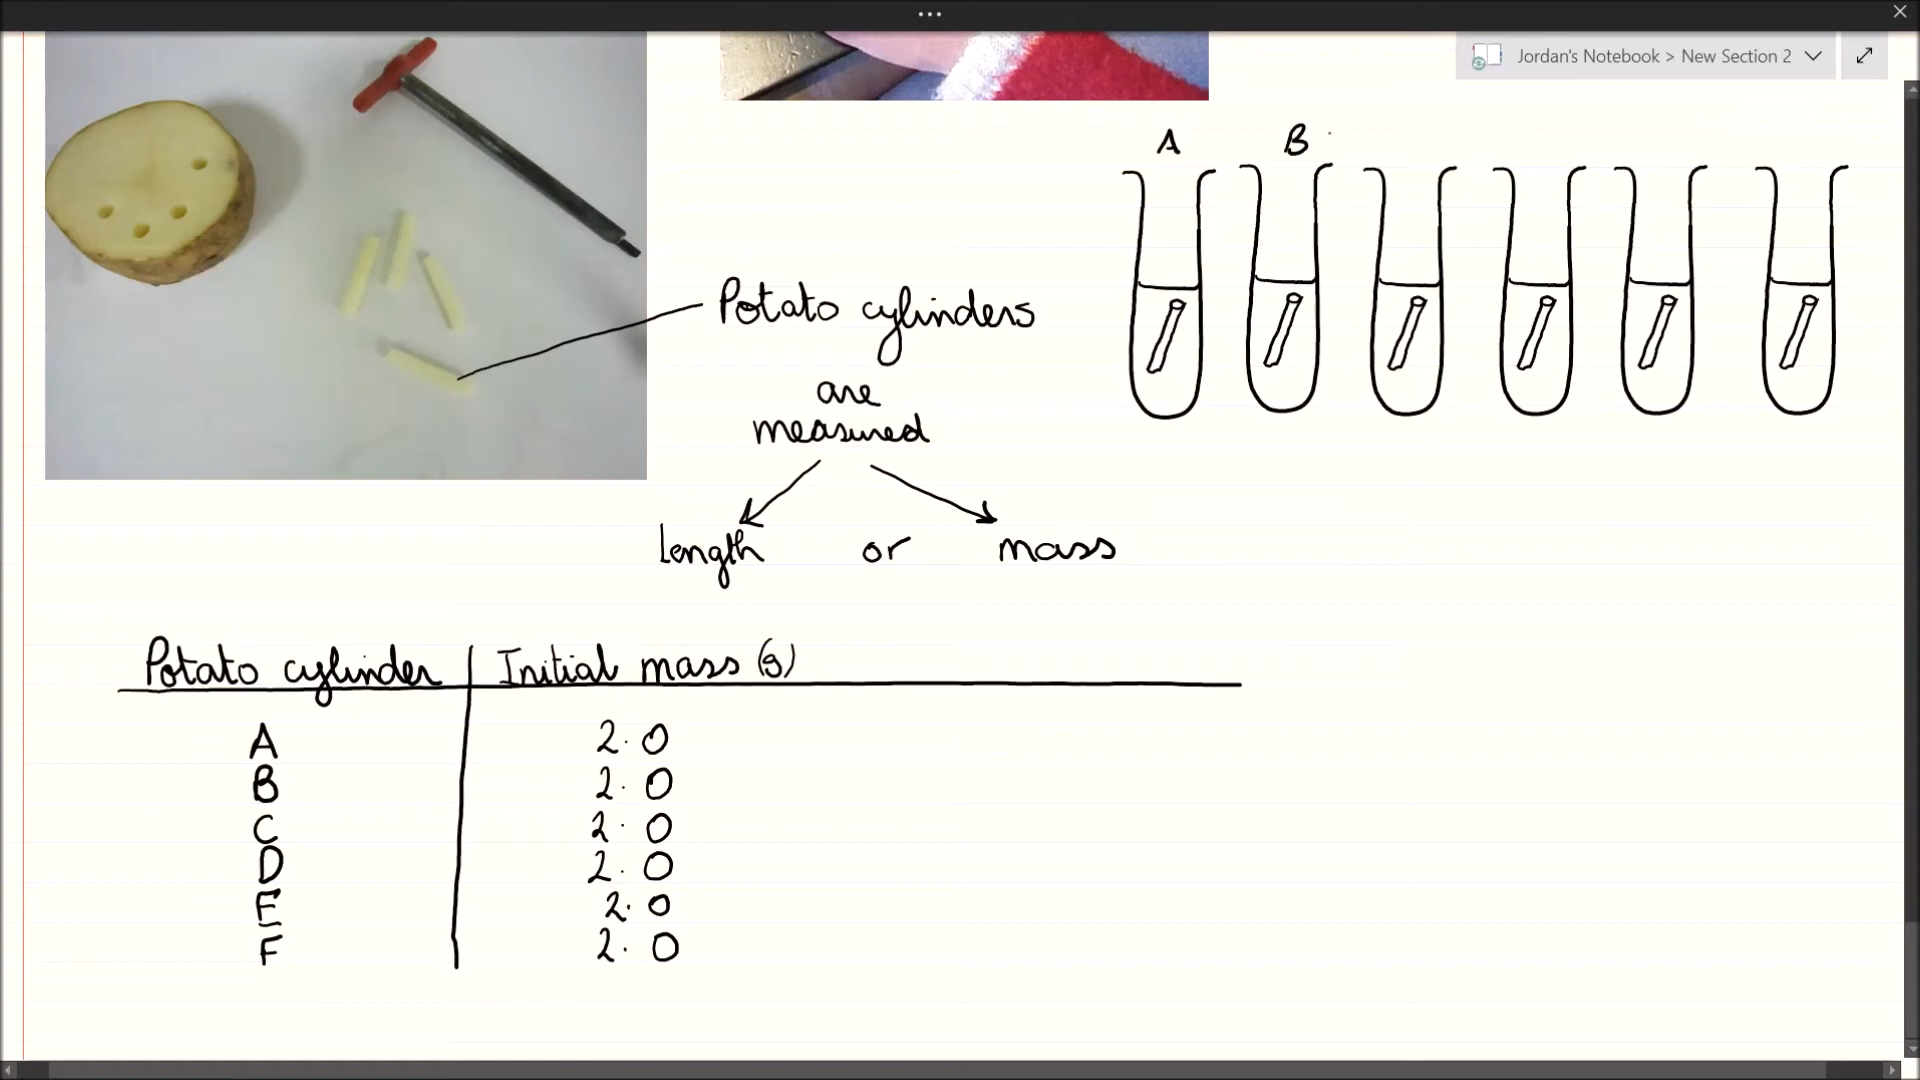 Jordan's Notebook > New Section 2
A B
Potato cylinders
are
measured
Length or mass
Potato cylinder Initial mass (g)
A 2.0
B 2.0
C 2.0
D 2.0
E 2.0
F 2.0